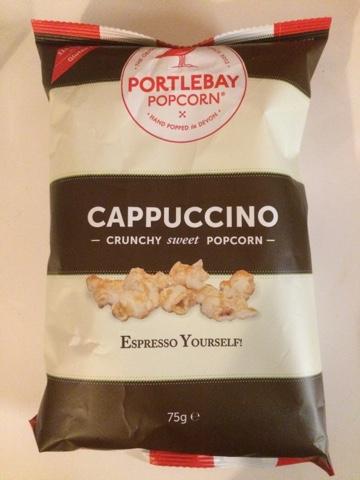 PORTLEBAY
POPCORN®
HAND POPPED in DEVON
CAPPUCCINO
— CRUNCHY sweet POPCORN —
ESPRESSO YOURSELF!
75g ℮